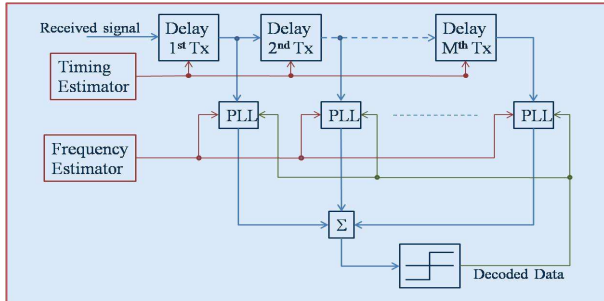 Received signal
Delay
1st Tx
Delay
2nd Tx
Delay
Mth Tx
Timing
Estimator
PLL
PLL
PLL
Frequency
Estimator
Σ
Decoded Data